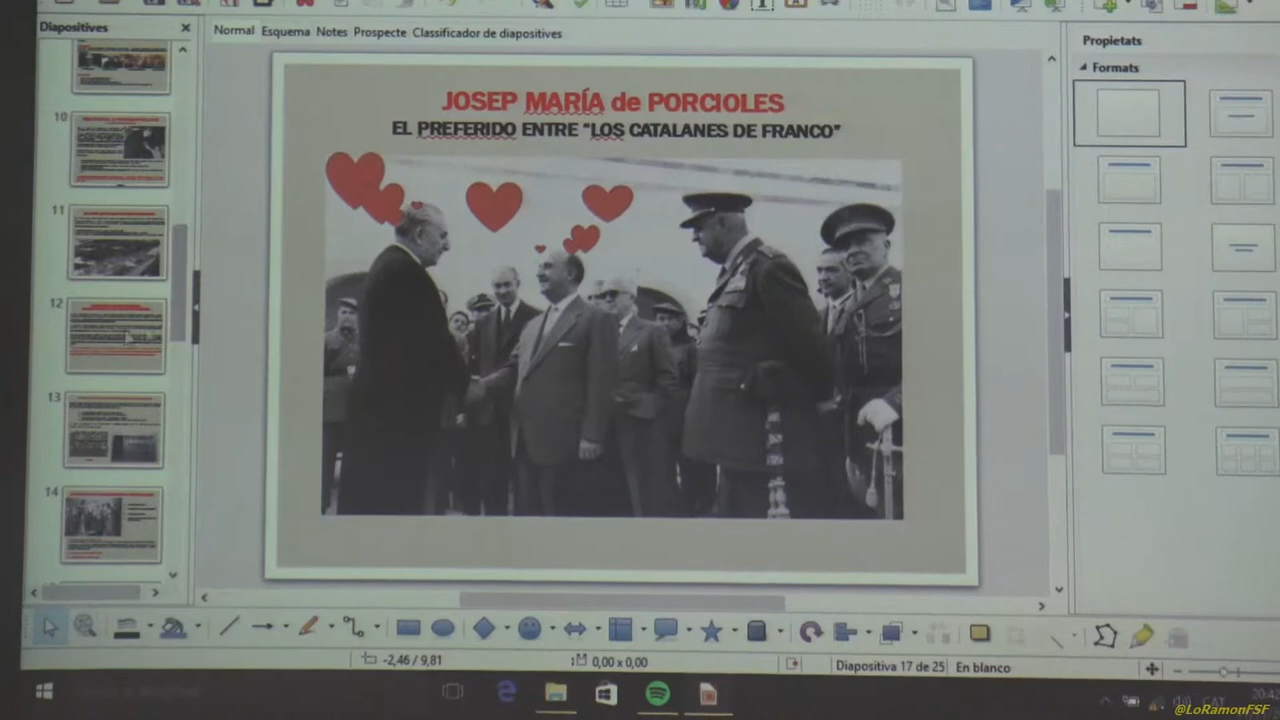 Diapositives
Normal Esquema Notes Prospecte Classificador de diapositives
Propietats
Formats
10
11
12
13
14
JOSEP MARÍA de PORCIOLES
EL PREFERIDO ENTRE "LOS CATALANES DE FRANCO"
-2,46 / 9,81
0,00 x 0,00
Diapositiva 17 de 25
En blanco
CAT
@LoRamonFSF